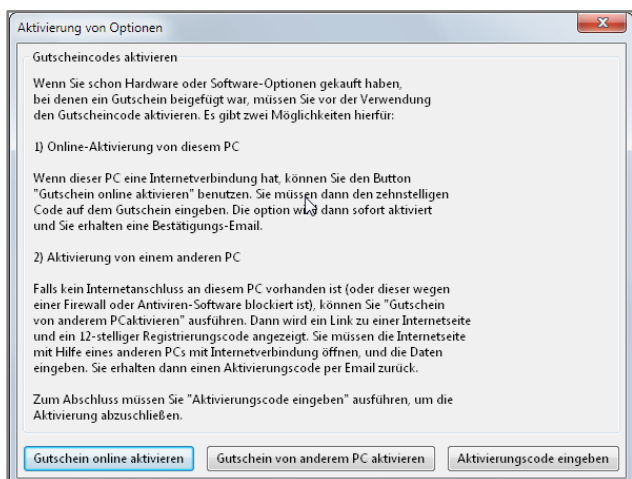 Aktivierung von Optionen
Gutscheincodes aktivieren
Wenn Sie schon Hardware oder Software-Optionen gekauft haben,
bei denen ein Gutschein beigefügt war, müssen Sie vor der Verwendung
den Gutscheincode aktivieren. Es gibt zwei Möglichkeiten hierfür:
1) Online-Aktivierung von diesem PC
Wenn dieser PC eine Internetverbindung hat, können Sie den Button
"Gutschein online aktivieren" benutzen. Sie müssen dann den zehnstelligen
Code auf dem Gutschein eingeben. Die option wird dann sofort aktiviert
und Sie erhalten eine Bestätigungs-Email.
2) Aktivierung von einem anderen PC
Falls kein Internetanschluss an diesem PC vorhanden ist (oder dieser wegen
einer Firewall oder Antiviren-Software blockiert ist), können Sie "Gutschein
von anderem PCaktivieren" ausführen. Dann wird ein Link zu einer Internetseite
und ein 12-stelliger Registrierungscode angezeigt. Sie müssen die Internetseite
mit Hilfe eines anderen PCs mit Internetverbindung öffnen, und die Daten
eingeben. Sie erhalten dann einen Aktivierungscode per Email zurück.
Zum Abschluss müssen Sie "Aktivierungscode eingeben" ausführen, um die
Aktivierung abzuschließen.
Gutschein online aktivieren Gutschein von anderem PC aktivieren Aktivierungscode eingeben